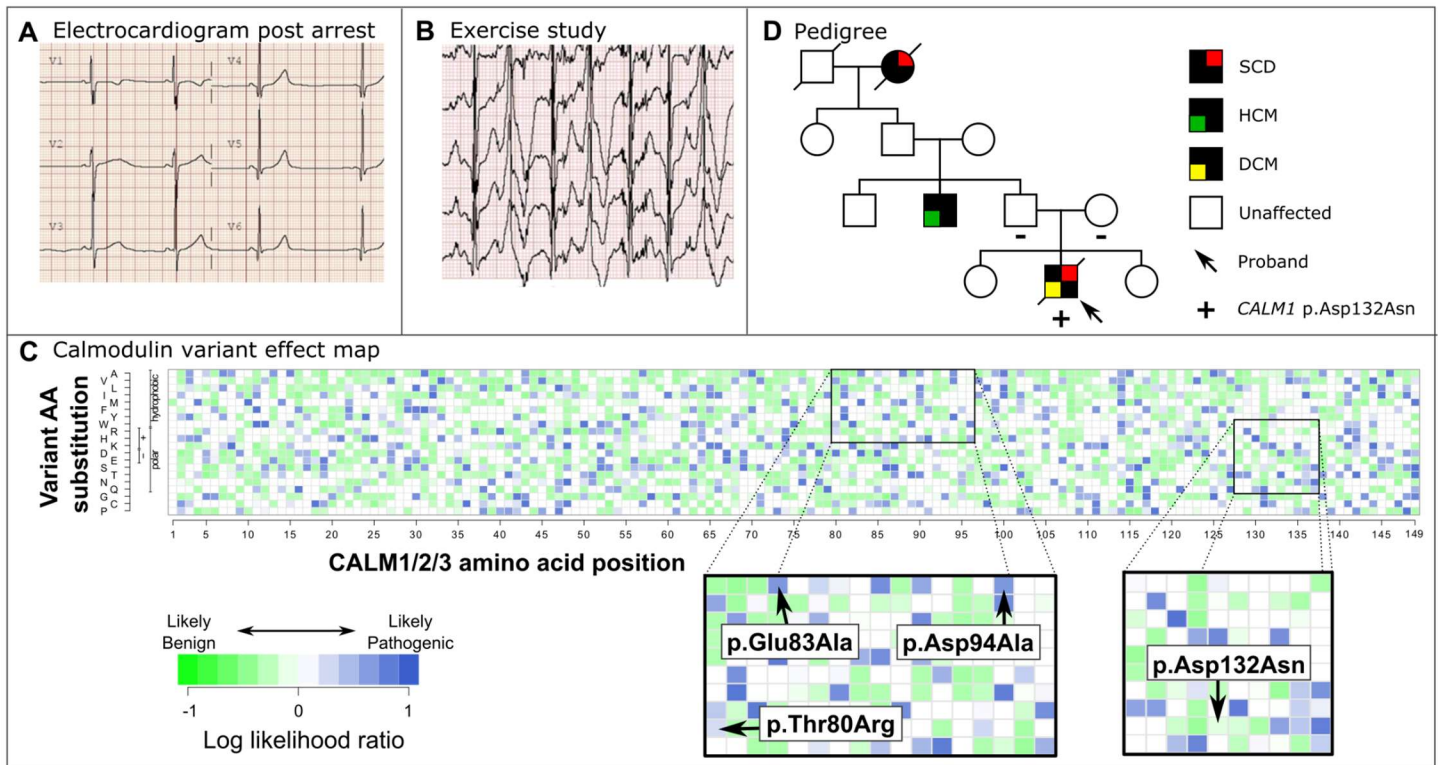 A Electrocardiogram post arrest
V1
V4
V2
V5
V3
V6
B Exercise study
D Pedigree
SCD
HCM
DCM
Unaffected
Proband
+ CALM1 p.Asp132Asn
-
-
+
C Calmodulin variant effect map
Variant AA
substitution
A
V
L
I
M
F
Y
W
R
H
K
D
E
S
T
N
Q
G
C
P
hydrophobic
+
-
polar
1 5 10 15 20 25 30 35 40 45 50 55 60 65 70 75 80 85 90 95 100 105 110 115 120 125 130 135 140 145 149
CALM1/2/3 amino acid position
Likely
Benign
Likely
Pathogenic
-1 0 1
Log likelihood ratio
p.Glu83Ala
p.Asp94Ala
p.Thr80Arg
p.Asp132Asn